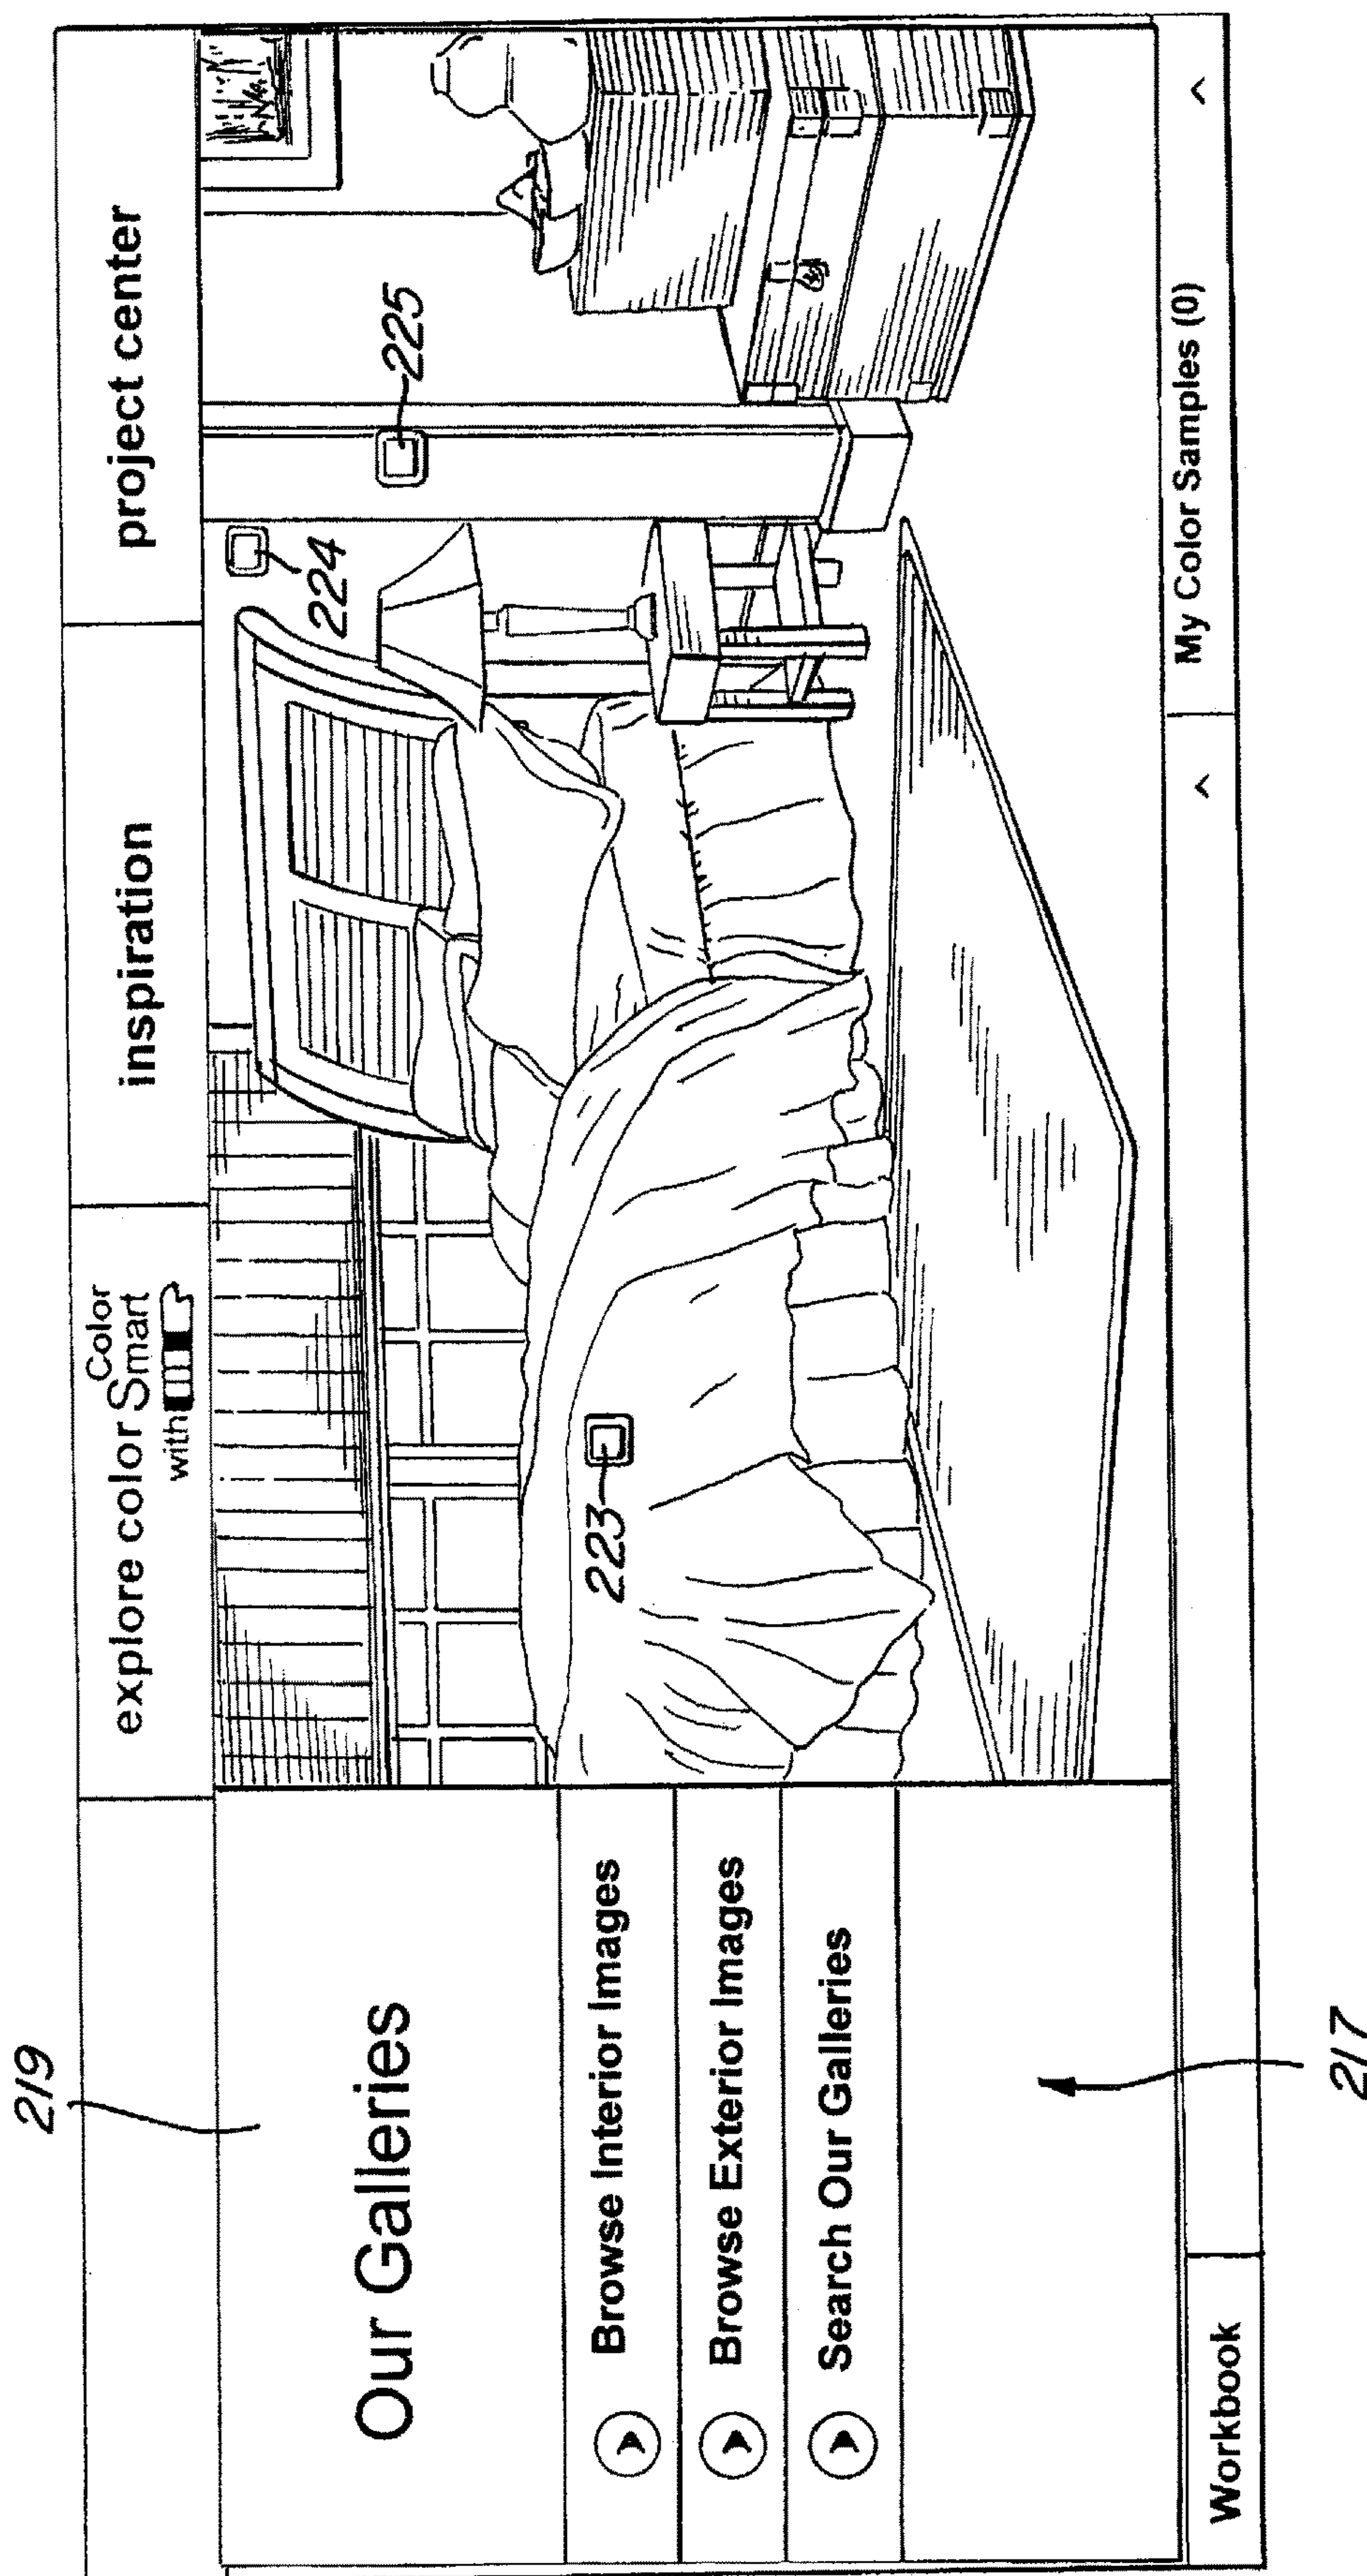 219
explore color
Color
Smart
with
inspiration
project center
Our Galleries
Browse Interior Images
Browse Exterior Images
Search Our Galleries
223
224
225
Workbook
My Color Samples (0)
217